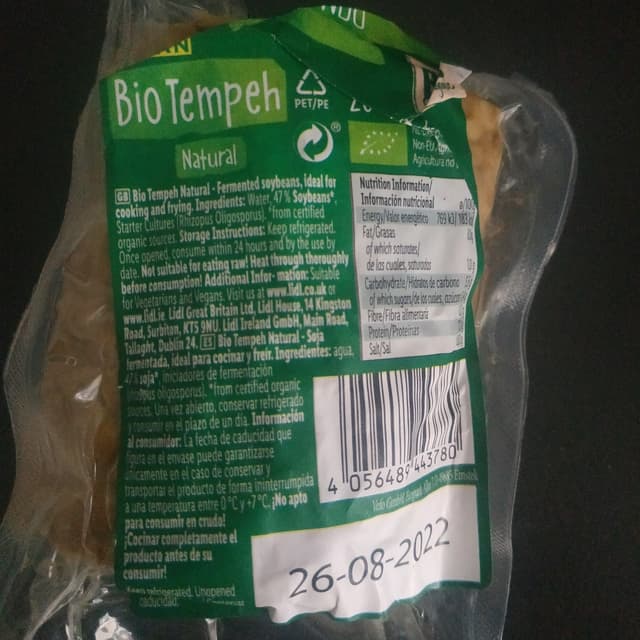 Bio Tempeh
Natural
PET/PE
Non-EU
Agricultura no
GB Bio Tempeh Natural - Fermented soybeans, ideal for
cooking and frying. Ingredients: Water, 47% Soybeans*,
Starter Cultures (Rhizopus Oligosporus). *from certified
organic sources. Storage Instructions: Keep refrigerated.
Once opened, consume within 24 hours and by the use by
date. Not suitable for eating raw! Heat through thoroughly
before consumption! Additional Infor- mation: Suitable
for Vegetarians and Vegans. Visit us at www.lidl.co.uk or
www.lidl.ie. Lidl Great Britain Ltd, Lidl House, 14 Kingston
Road, Surbiton, KT5 9NU. Lidl Ireland GmbH, Main Road,
Tallaght, Dublin 24. ES Bio Tempeh Natural - Soja
fermentada, ideal para cocinar y freír. Ingredientes: agua,
47% soja*, iniciadores de fermentación
oligosporus). *from certified organic
sources. Una vez abierto, conservar refrigerado
y consumir en el plazo de un día. Información
al consumidor: La fecha de caducidad que
figura en el envase puede garantizarse
únicamente en el caso de conservar y
transportar el producto de forma ininterrumpida
a una temperatura entre 0°C y +7°C. ¡No apto
para consumir en crudo!
¡Cocinar completamente el
producto antes de su
consumir!
refrigerated. Unopened
caducidad:
Nutrition Information/
Información nutricional
Energy/Valor energético 769 kJ/
Fat/Grasas
of which saturates/
de las cuales, saturadas
Carbohydrate/Hidratos de carbono
of which sugars/de los cuales, azúcares
Fibre/Fibra alimentaria
Protein/Proteínas
Salt/Sal
4 056489 443780
26-08-2022